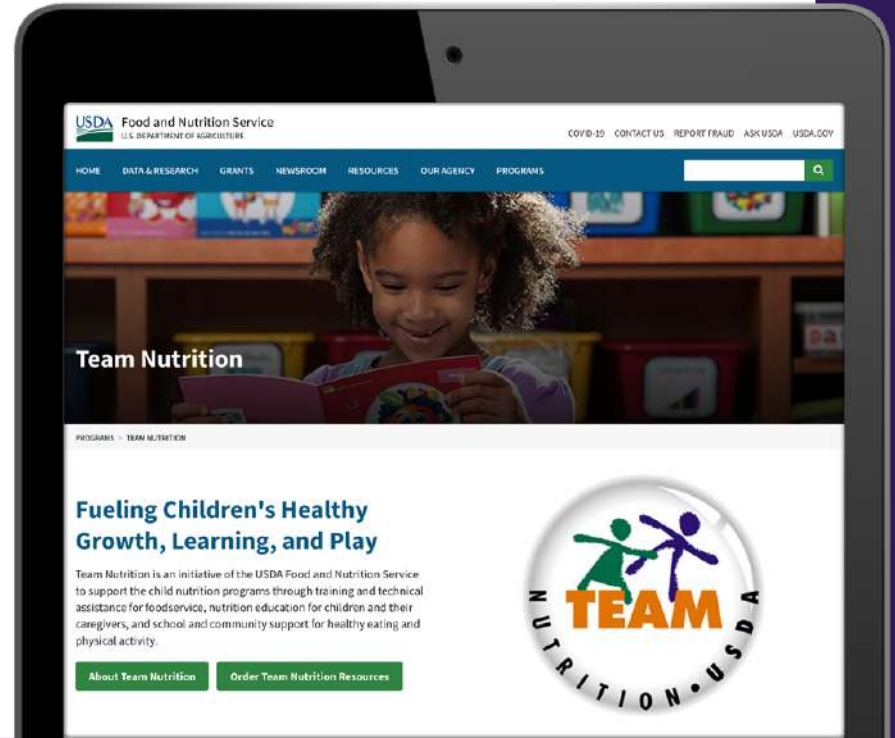 USDA Food and Nutrition Service
U.S. DEPARTMENT OF AGRICULTURE
COVID-19 CONTACT US REPORT FRAUD ASK USDA USDA.GOV
HOME DATA & RESEARCH GRANTS NEWSROOM RESOURCES OUR AGENCY PROGRAMS
Team Nutrition
PROGRAMS > TEAM NUTRITION
Fueling Children's Healthy
Growth, Learning, and Play
Team Nutrition is an initiative of the USDA Food and Nutrition Service
to support the child nutrition programs through training and technical
assistance for foodservice, nutrition education for children and their
caregivers, and school and community support for healthy eating and
physical activity.
About Team Nutrition Order Team Nutrition Resources
TEAM
NUTRITION • USDA